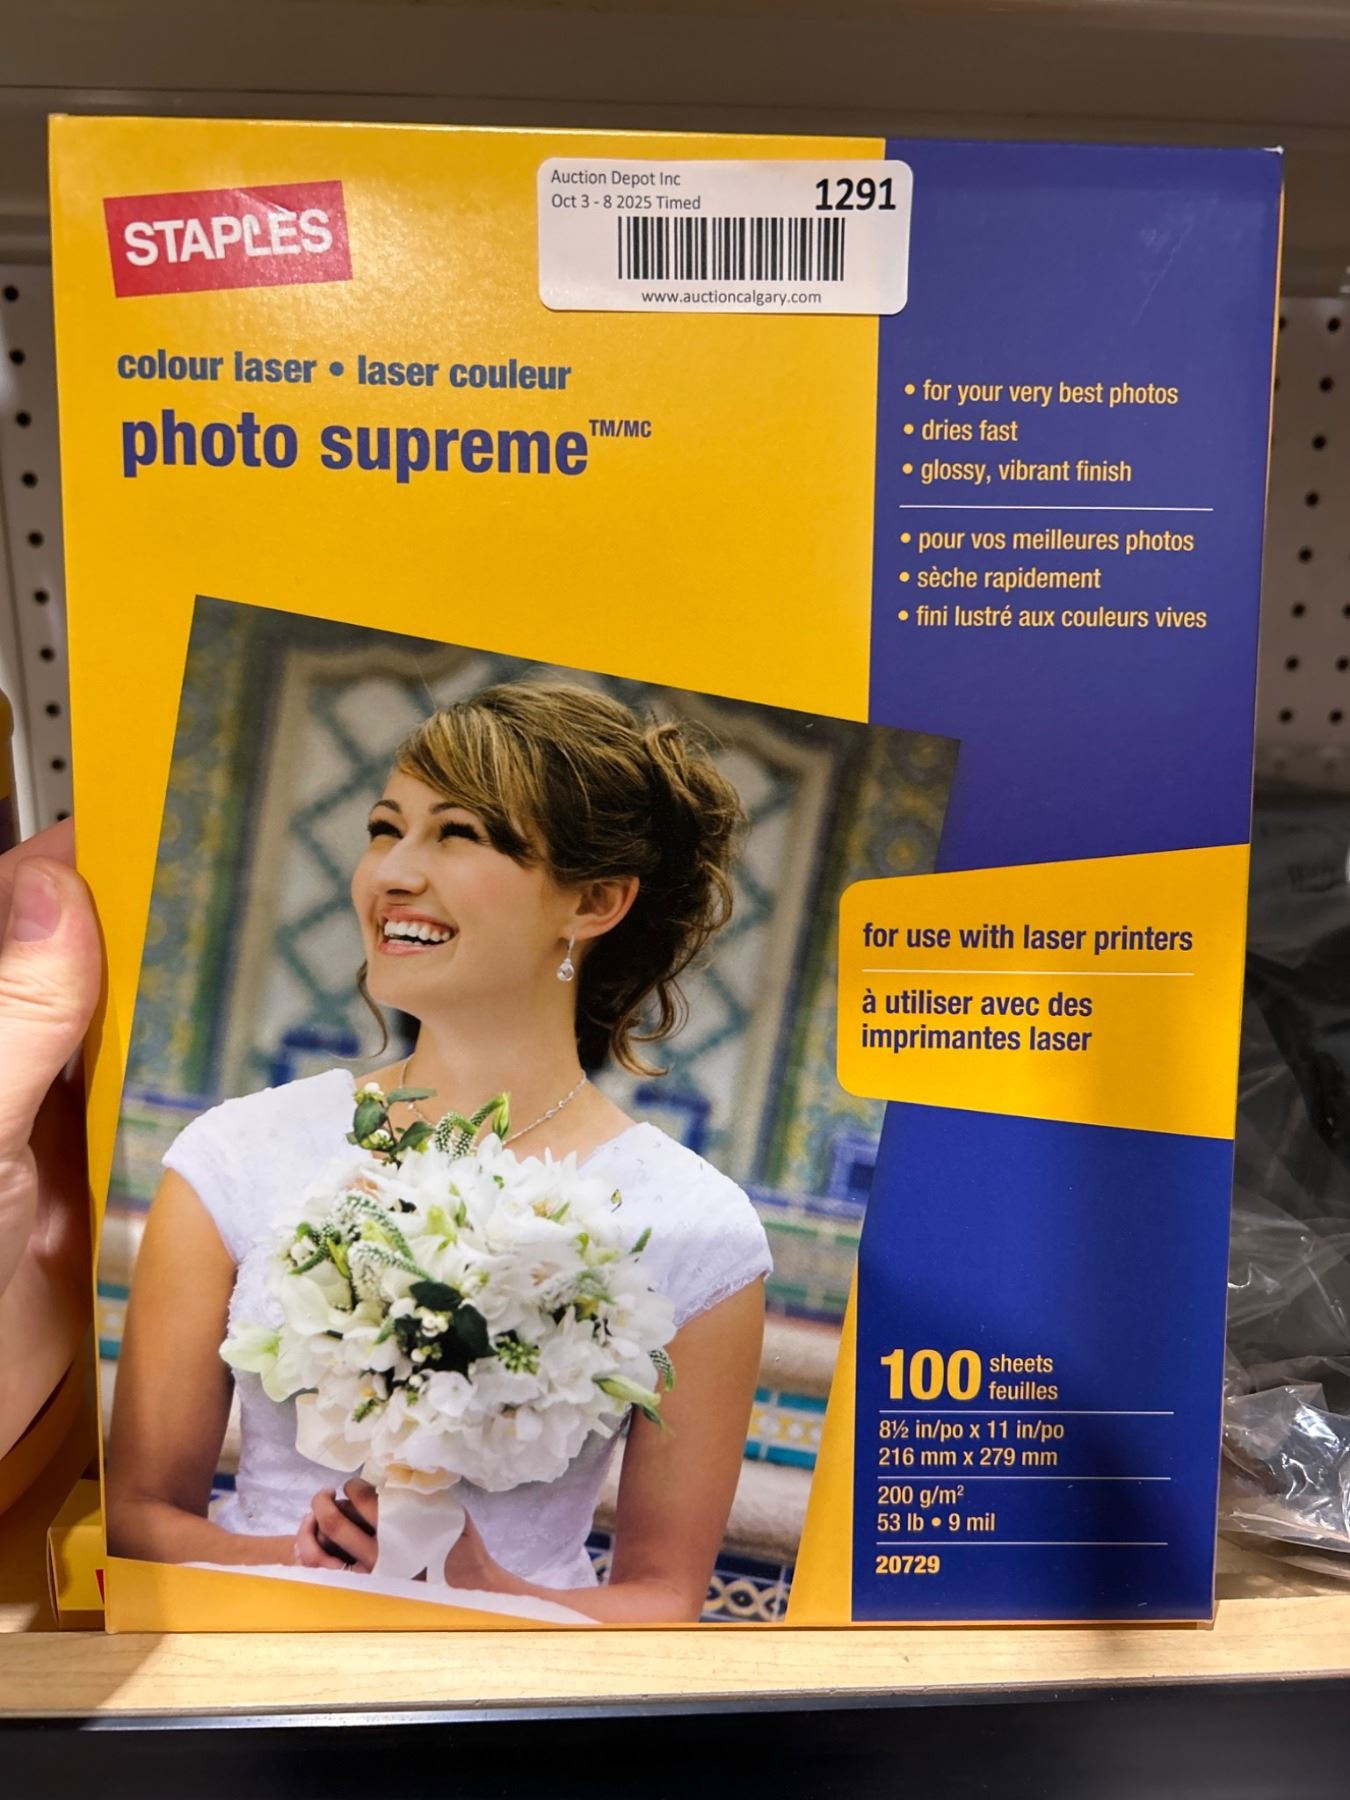 Auction Depot Inc
Oct 3 - 8 2025 Timed
1291
www.auctioncalgary.com
STAPLES
colour laser • laser couleur
photo supreme™/MC
• for your very best photos
• dries fast
• glossy, vibrant finish
• pour vos meilleures photos
• sèche rapidement
• fini lustré aux couleurs vives
for use with laser printers
à utiliser avec des
imprimantes laser
100 sheets
feuilles
8½ in/po x 11 in/po
216 mm x 279 mm
200 g/m²
53 lb • 9 mil
20729